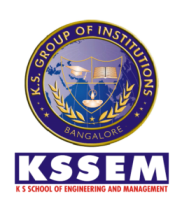 K.S. GROUP OF INSTITUTIONS
BANGALORE
KSSEM
K S SCHOOL OF ENGINEERING AND MANAGEMENT